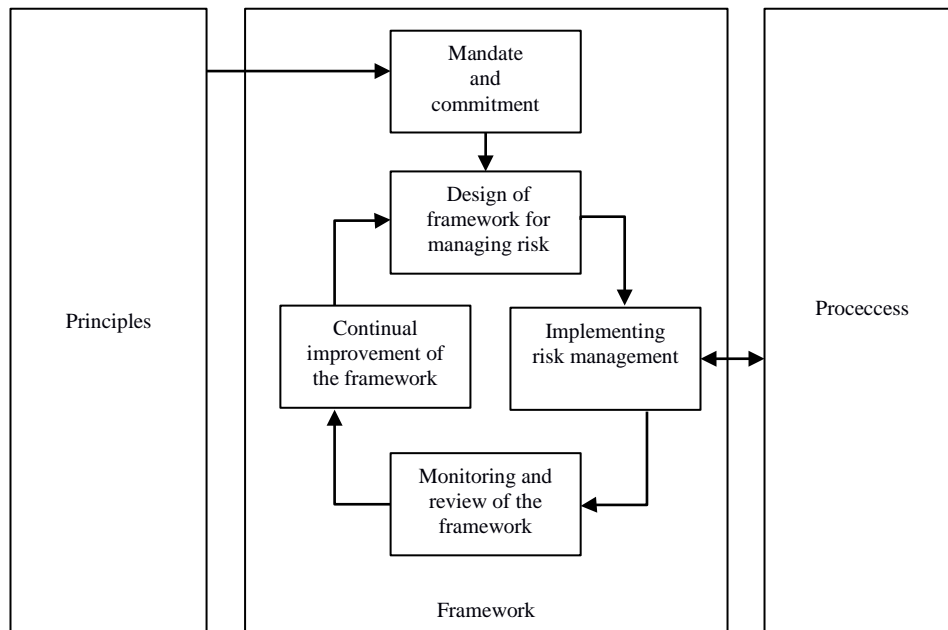 Principles
Mandate
and
commitment
Design of
framework for
managing risk
Continual
improvement of
the framework
Implementing
risk management
Monitoring and
review of the
framework
Framework
Proceccess